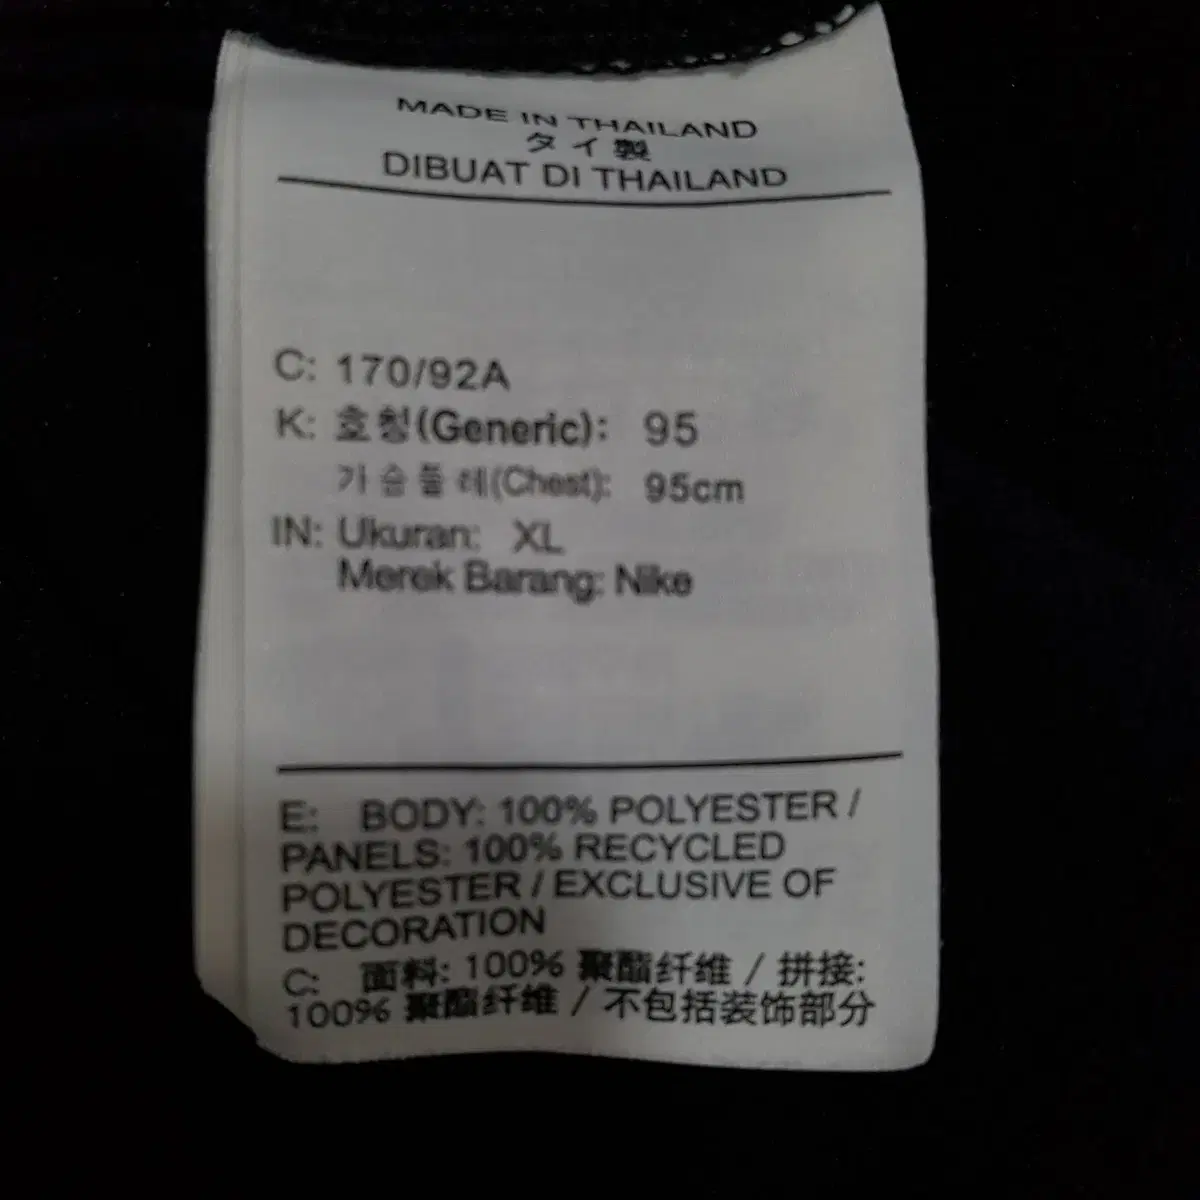 MADE IN THAILAND
タイ製
DIBUAT DI THAILAND
C: 170/92A
K: 호칭(Generic): 95
가슴둘레(Chest): 95cm
IN: Ukuran: XL
Merek Barang: Nike
E: BODY: 100% POLYESTER /
PANELS: 100% RECYCLED
POLYESTER / EXCLUSIVE OF
DECORATION
C: 面料: 100% 聚酯纤维 / 拼接:
100% 聚酯纤维 / 不包括装饰部分